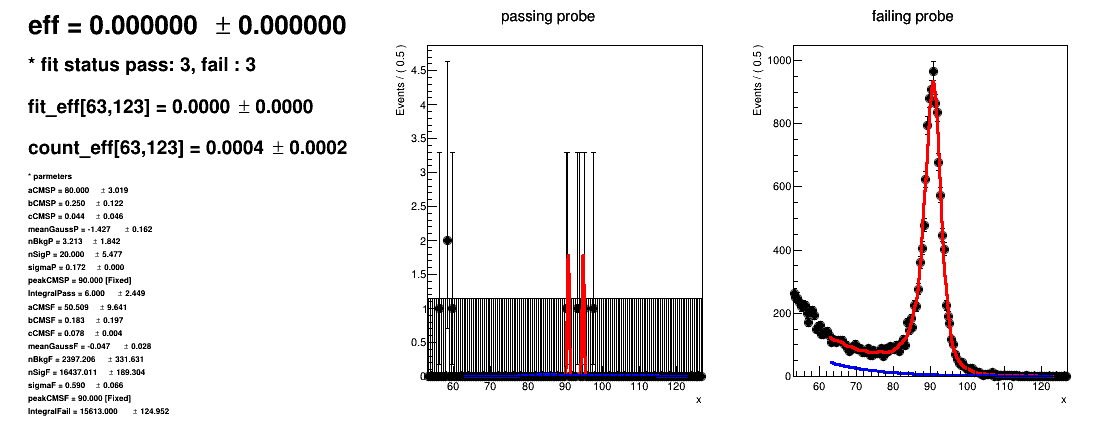 eff = 0.000000 ± 0.000000
* fit status pass: 3, fail : 3
fit_eff[63,123] = 0.0000 ± 0.0000
count_eff[63,123] = 0.0004 ± 0.0002
* parmeters
aCMSP = 80.000 ± 3.019
bCMSP = 0.250 ± 0.122
cCMSP = 0.044 ± 0.046
meanGaussP = -1.427 ± 0.162
nBkgP = 3.213 ± 1.842
nSigP = 20.000 ± 5.477
sigmaP = 0.172 ± 0.000
peakCMSP = 90.000 [Fixed]
IntegralPass = 6.000 ± 2.449
aCMSF = 50.509 ± 9.641
bCMSF = 0.183 ± 0.197
cCMSF = 0.078 ± 0.004
meanGaussF = -0.047 ± 0.028
nBkgF = 2397.206 ± 331.631
nSigF = 16437.011 ± 189.304
sigmaF = 0.590 ± 0.066
peakCMSF = 90.000 [Fixed]
IntegralFail = 15613.000 ± 124.952
passing probe
Events / ( 0.5 )
4.5
4
3.5
3
2.5
2
1.5
1
0.5
0
60 70 80 90 100 110 120
x
failing probe
Events / ( 0.5 )
1000
800
600
400
200
0
60 70 80 90 100 110 120
x